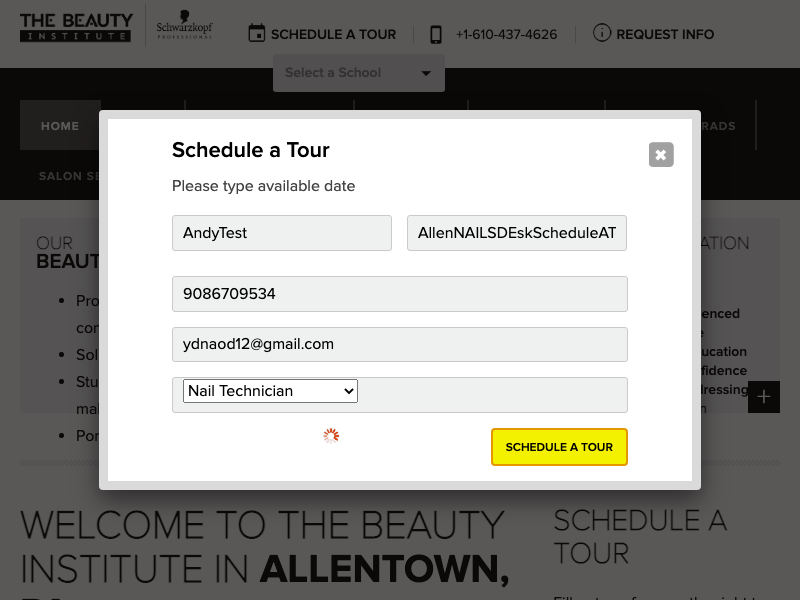 THE BEAUTY
INSTITUTE
Schwarzkopf
PROFESSIONAL
SCHEDULE A TOUR
+1-610-437-4626
REQUEST INFO
Select a School
HOME
RADS
SALON SE
Schedule a Tour
Please type available date
AndyTest
AllenNAILSDEskScheduleAT
9086709534
ydnaod12@gmail.com
Nail Technician
SCHEDULE A TOUR
OUR
BEAUT
Pro
con
Sol
Stu
mal
Por
ATION
enced
e
ucation
fidence
dressing
n
WELCOME TO THE BEAUTY
INSTITUTE IN ALLENTOWN,
SCHEDULE A
TOUR